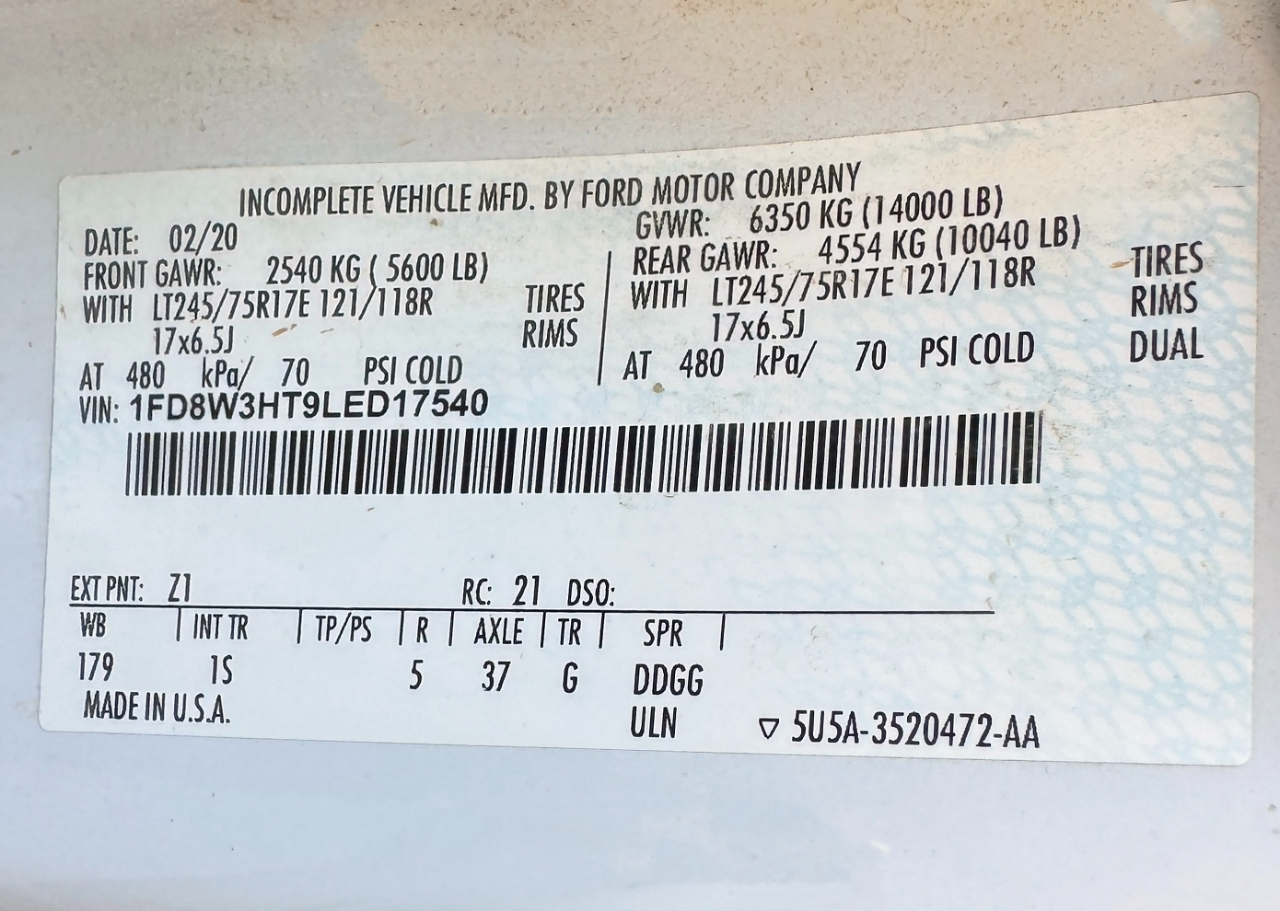 INCOMPLETE VEHICLE MFD. BY FORD MOTOR COMPANY
DATE: 02/20 GVWR: 6350 KG (14000 LB)
FRONT GAWR: 2540 KG ( 5600 LB) REAR GAWR: 4554 KG (10040 LB)
WITH LT245/75R17E 121/118R TIRES WITH LT245/75R17E 121/118R TIRES
17x6.5J RIMS 17x6.5J RIMS
AT 480 kPa/ 70 PSI COLD AT 480 kPa/ 70 PSI COLD DUAL
VIN: 1FD8W3HT9LED17540
EXT PNT: Z1 RC: 21 DSO:
WB INT TR TP/PS R AXLE TR SPR
179 1S 5 37 G DDGG
MADE IN U.S.A. ULN ▽ 5U5A-3520472-AA